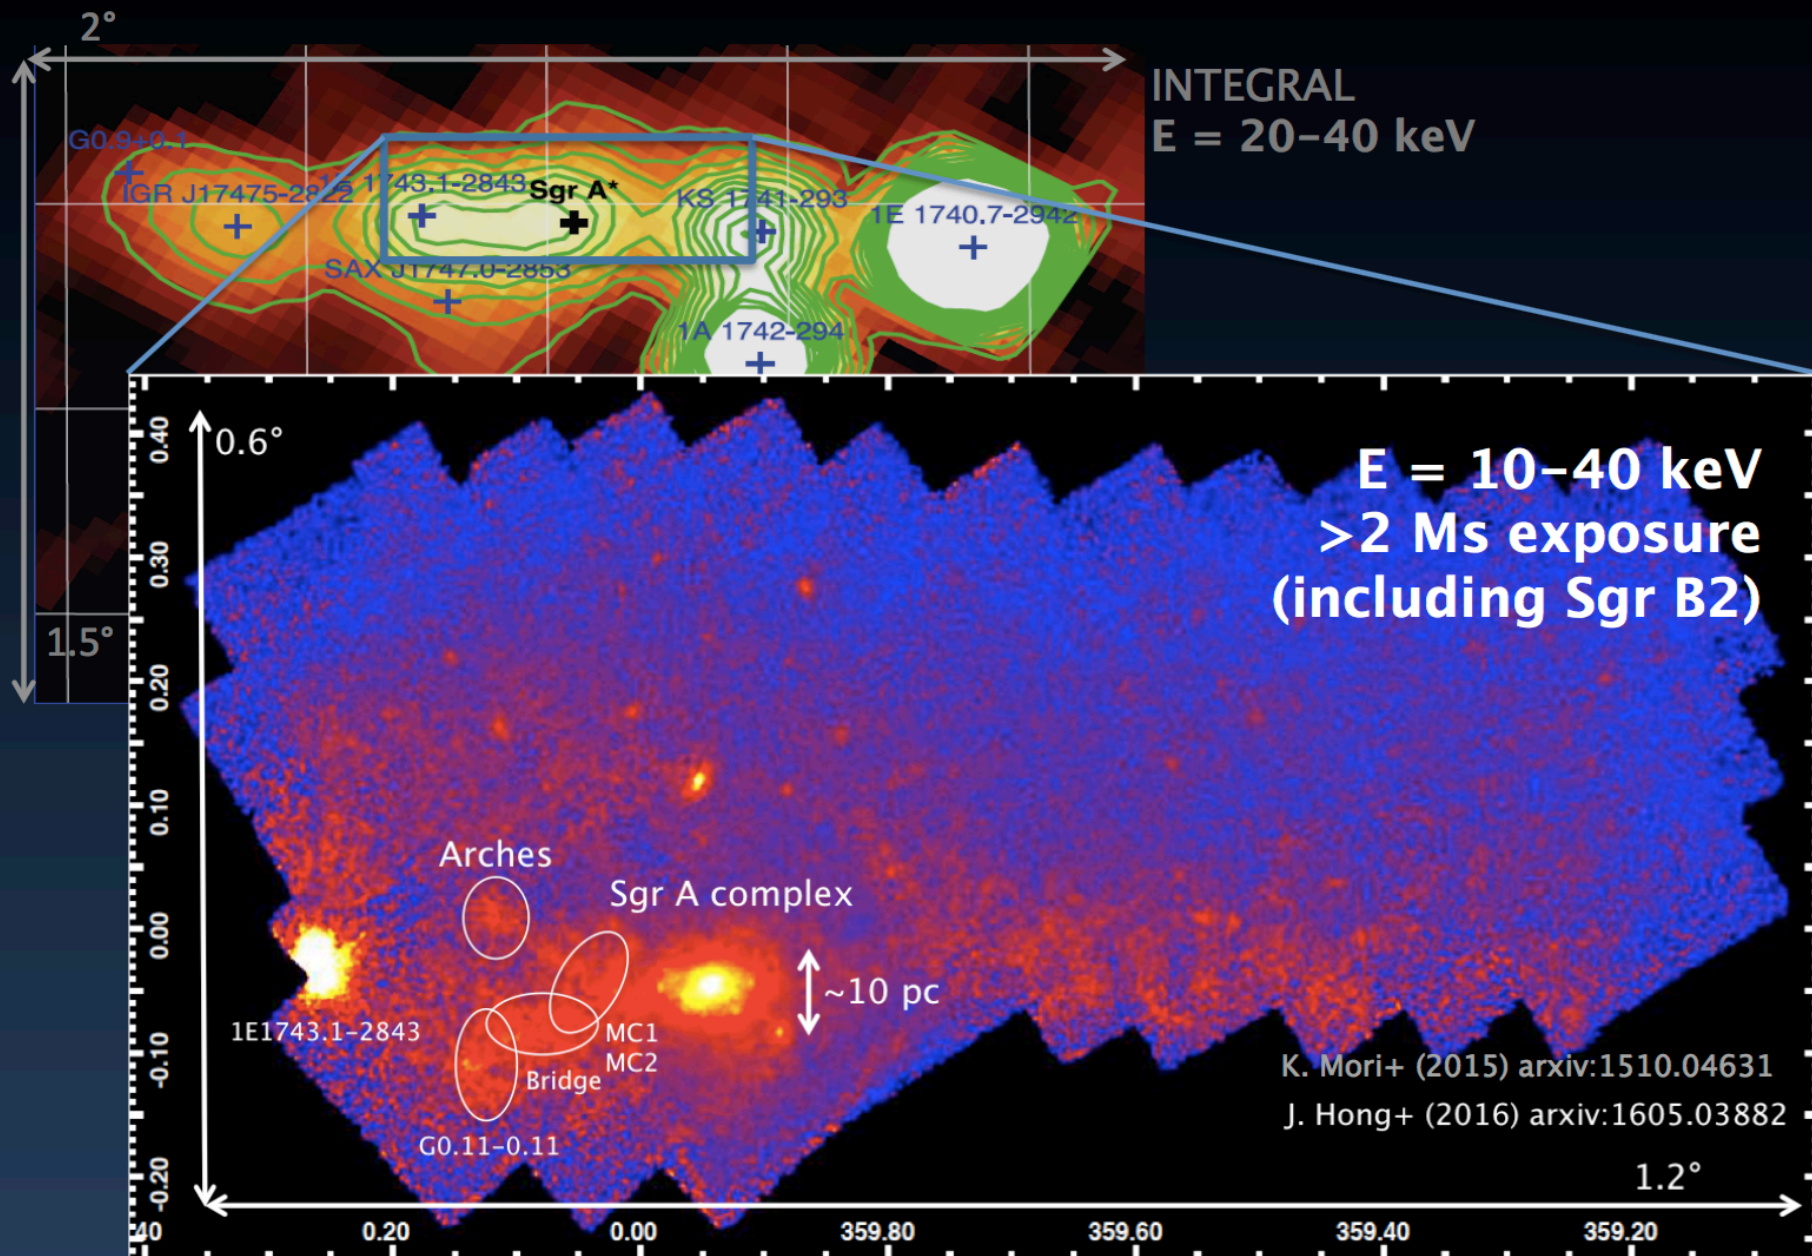 2°
INTEGRAL
E = 20-40 keV
G0.9+0.1
IGR J17475-2822
1E 1743.1-2843
Sgr A*
KS 1741-293
1E 1740.7-2942
SAX J1747.0-2853
1A 1742-294
1.5°
0.6°
E = 10-40 keV
>2 Ms exposure
(including Sgr B2)
Arches
Sgr A complex
~10 pc
1E1743.1-2843
MC1
MC2
Bridge
G0.11-0.11
K. Mori+ (2015) arxiv:1510.04631
J. Hong+ (2016) arxiv:1605.03882
1.2°
0.40
0.30
0.20
0.10
0.00
-0.10
-0.20
40 0.20 0.00 359.80 359.60 359.40 359.20